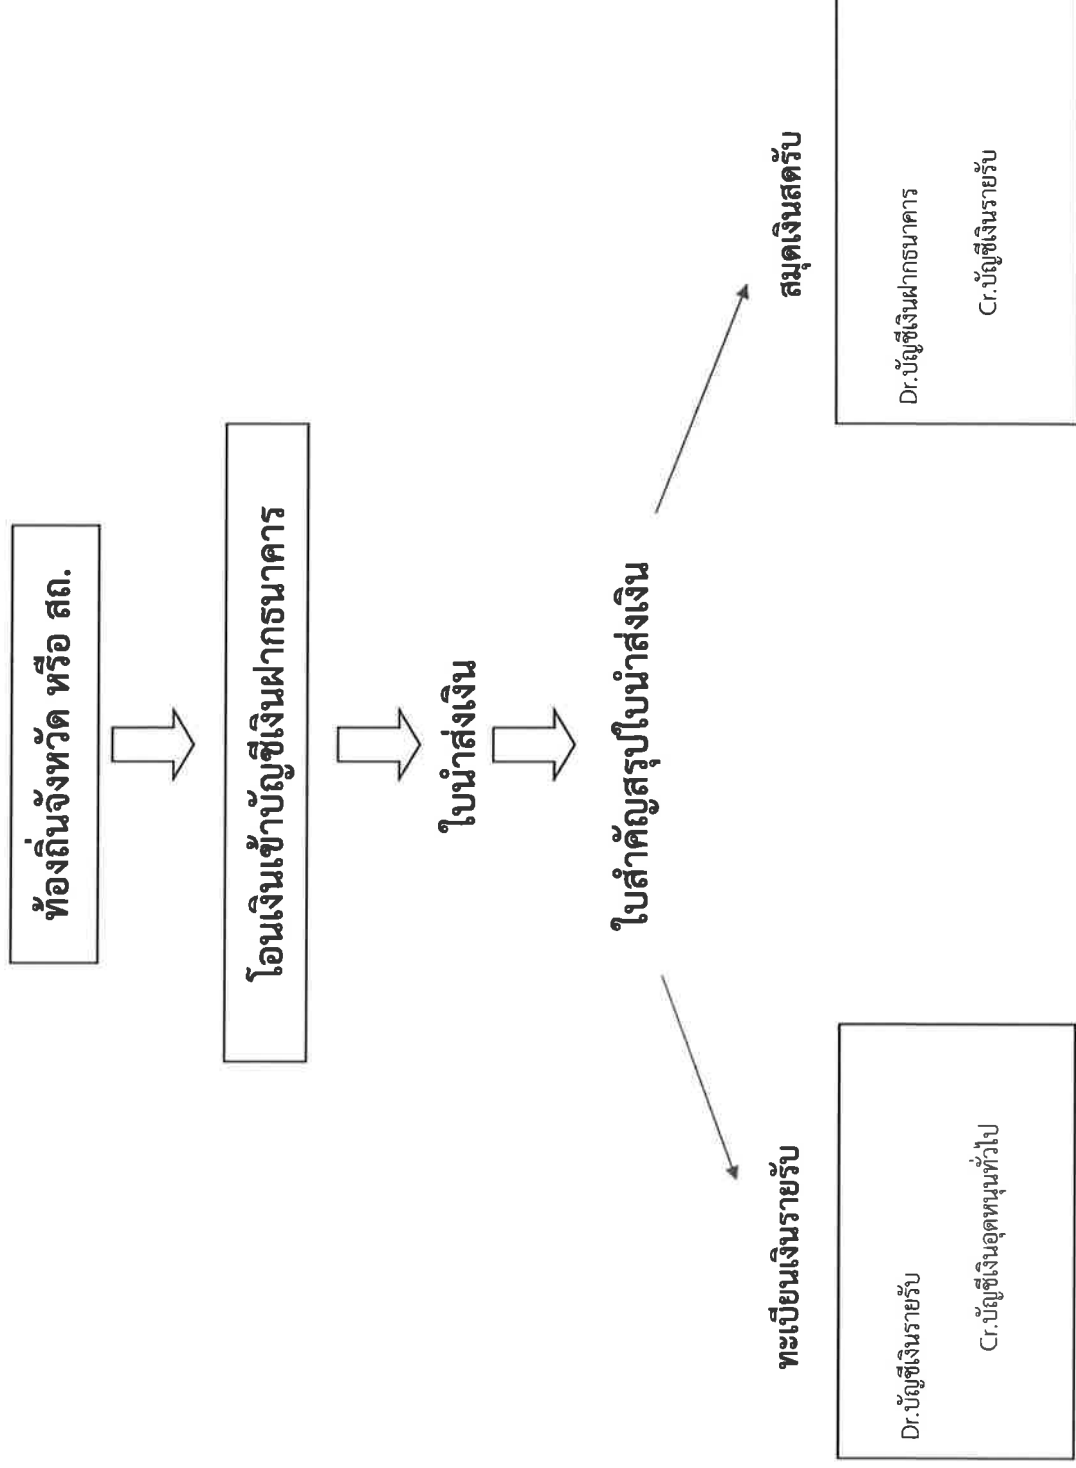 ท้องถิ่นจังหวัด หรือ สถ.
โอนเงินเข้าบัญชีเงินฝากธนาคาร
ใบนำส่งเงิน
ใบสำคัญสรุปใบนำส่งเงิน
ทะเบียนเงินรายรับ
Dr.บัญชีเงินรายรับ
Cr.บัญชีเงินอุดหนุนทั่วไป
สมุดเงินสดรับ
Dr.บัญชีเงินฝากธนาคาร
Cr.บัญชีเงินรายรับ